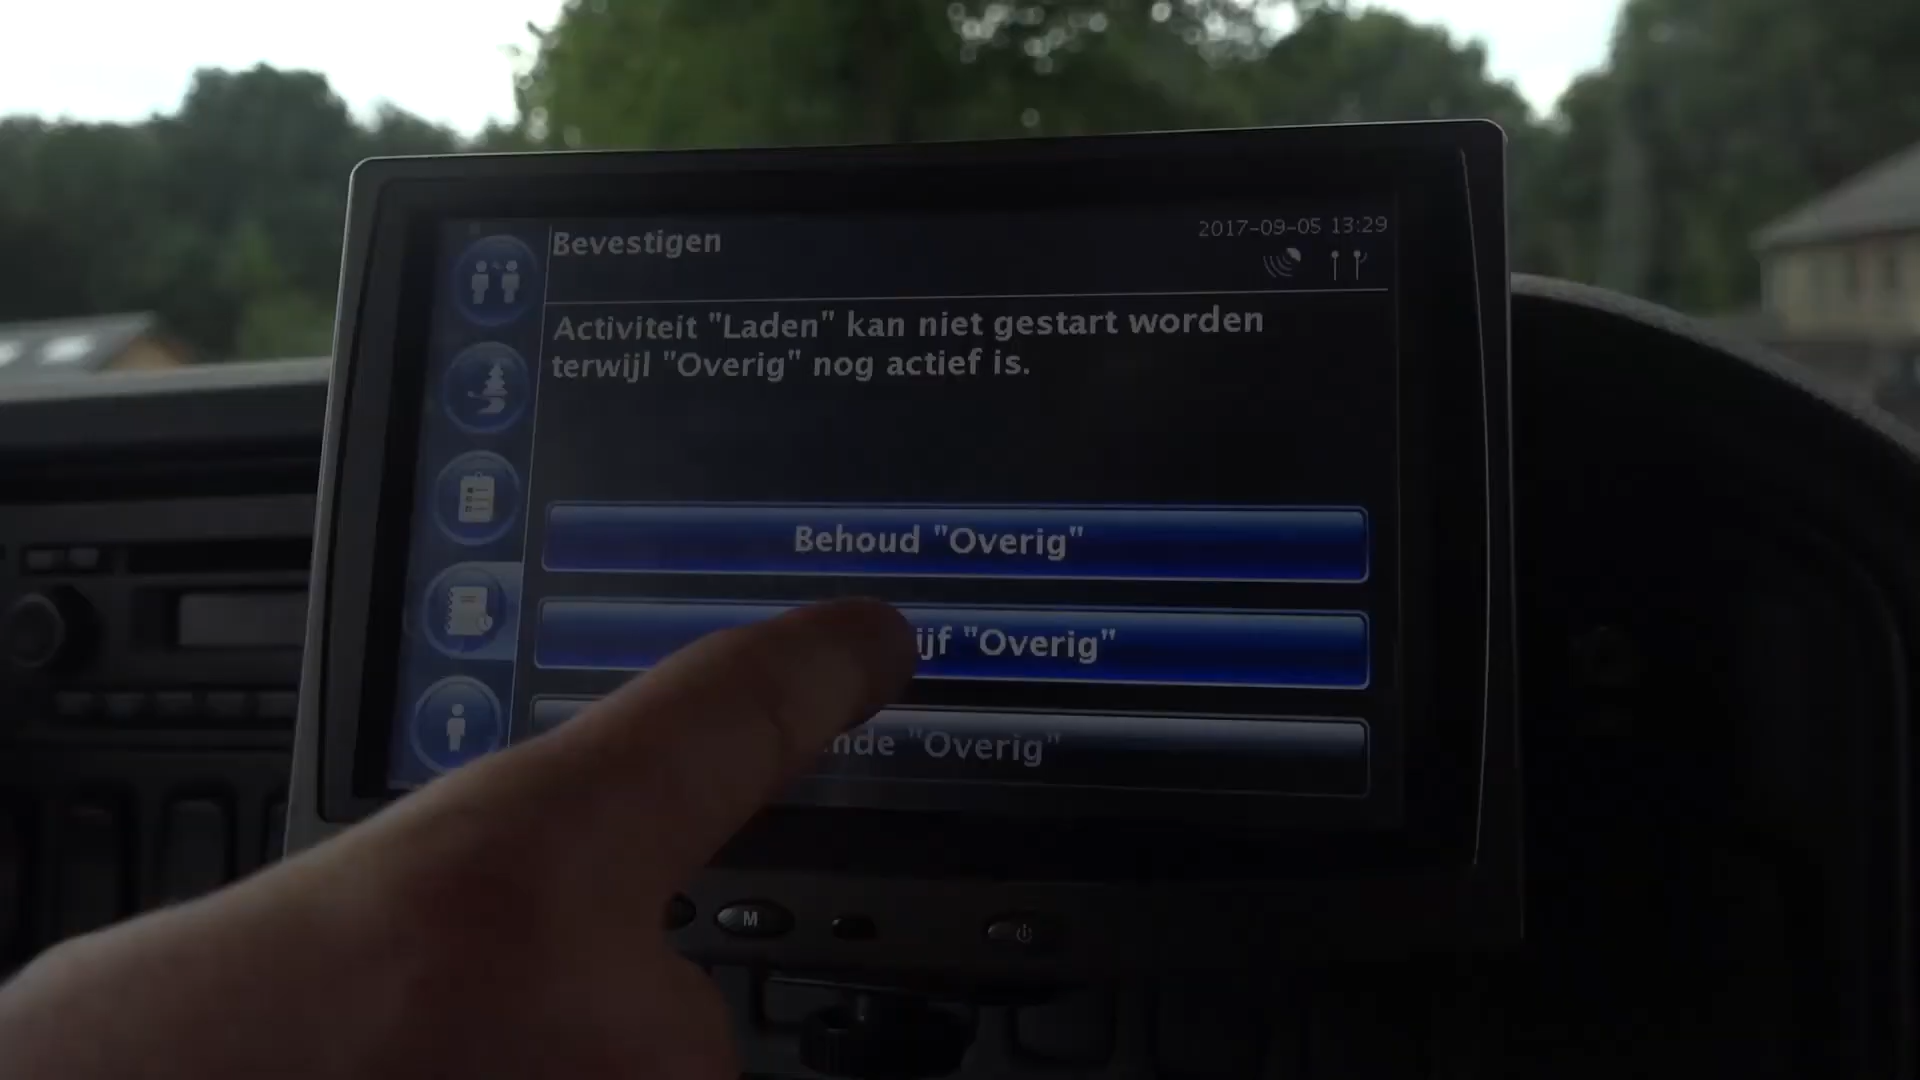 Bevestigen
2017-09-05 13:29
Activiteit "Laden" kan niet gestart worden
terwijl "Overig" nog actief is.
Behoud "Overig"
"Overig"
"Overig"
M